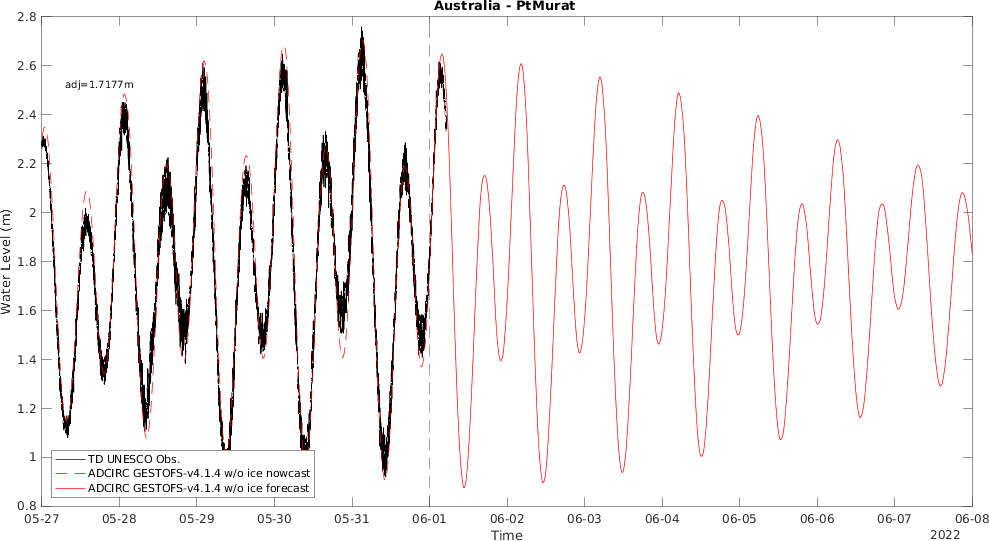 Australia - PtMurat
2.8
2.6
2.4
2.2
2
1.8
1.6
1.4
1.2
1
0.8
Water Level (m)
adj=1.7177m
TD UNESCO Obs.
ADCIRC GESTOFS-v4.1.4 w/o ice nowcast
ADCIRC GESTOFS-v4.1.4 w/o ice forecast
05-27 05-28 05-29 05-30 05-31 06-01 06-02 06-03 06-04 06-05 06-06 06-07 06-08
Time
2022